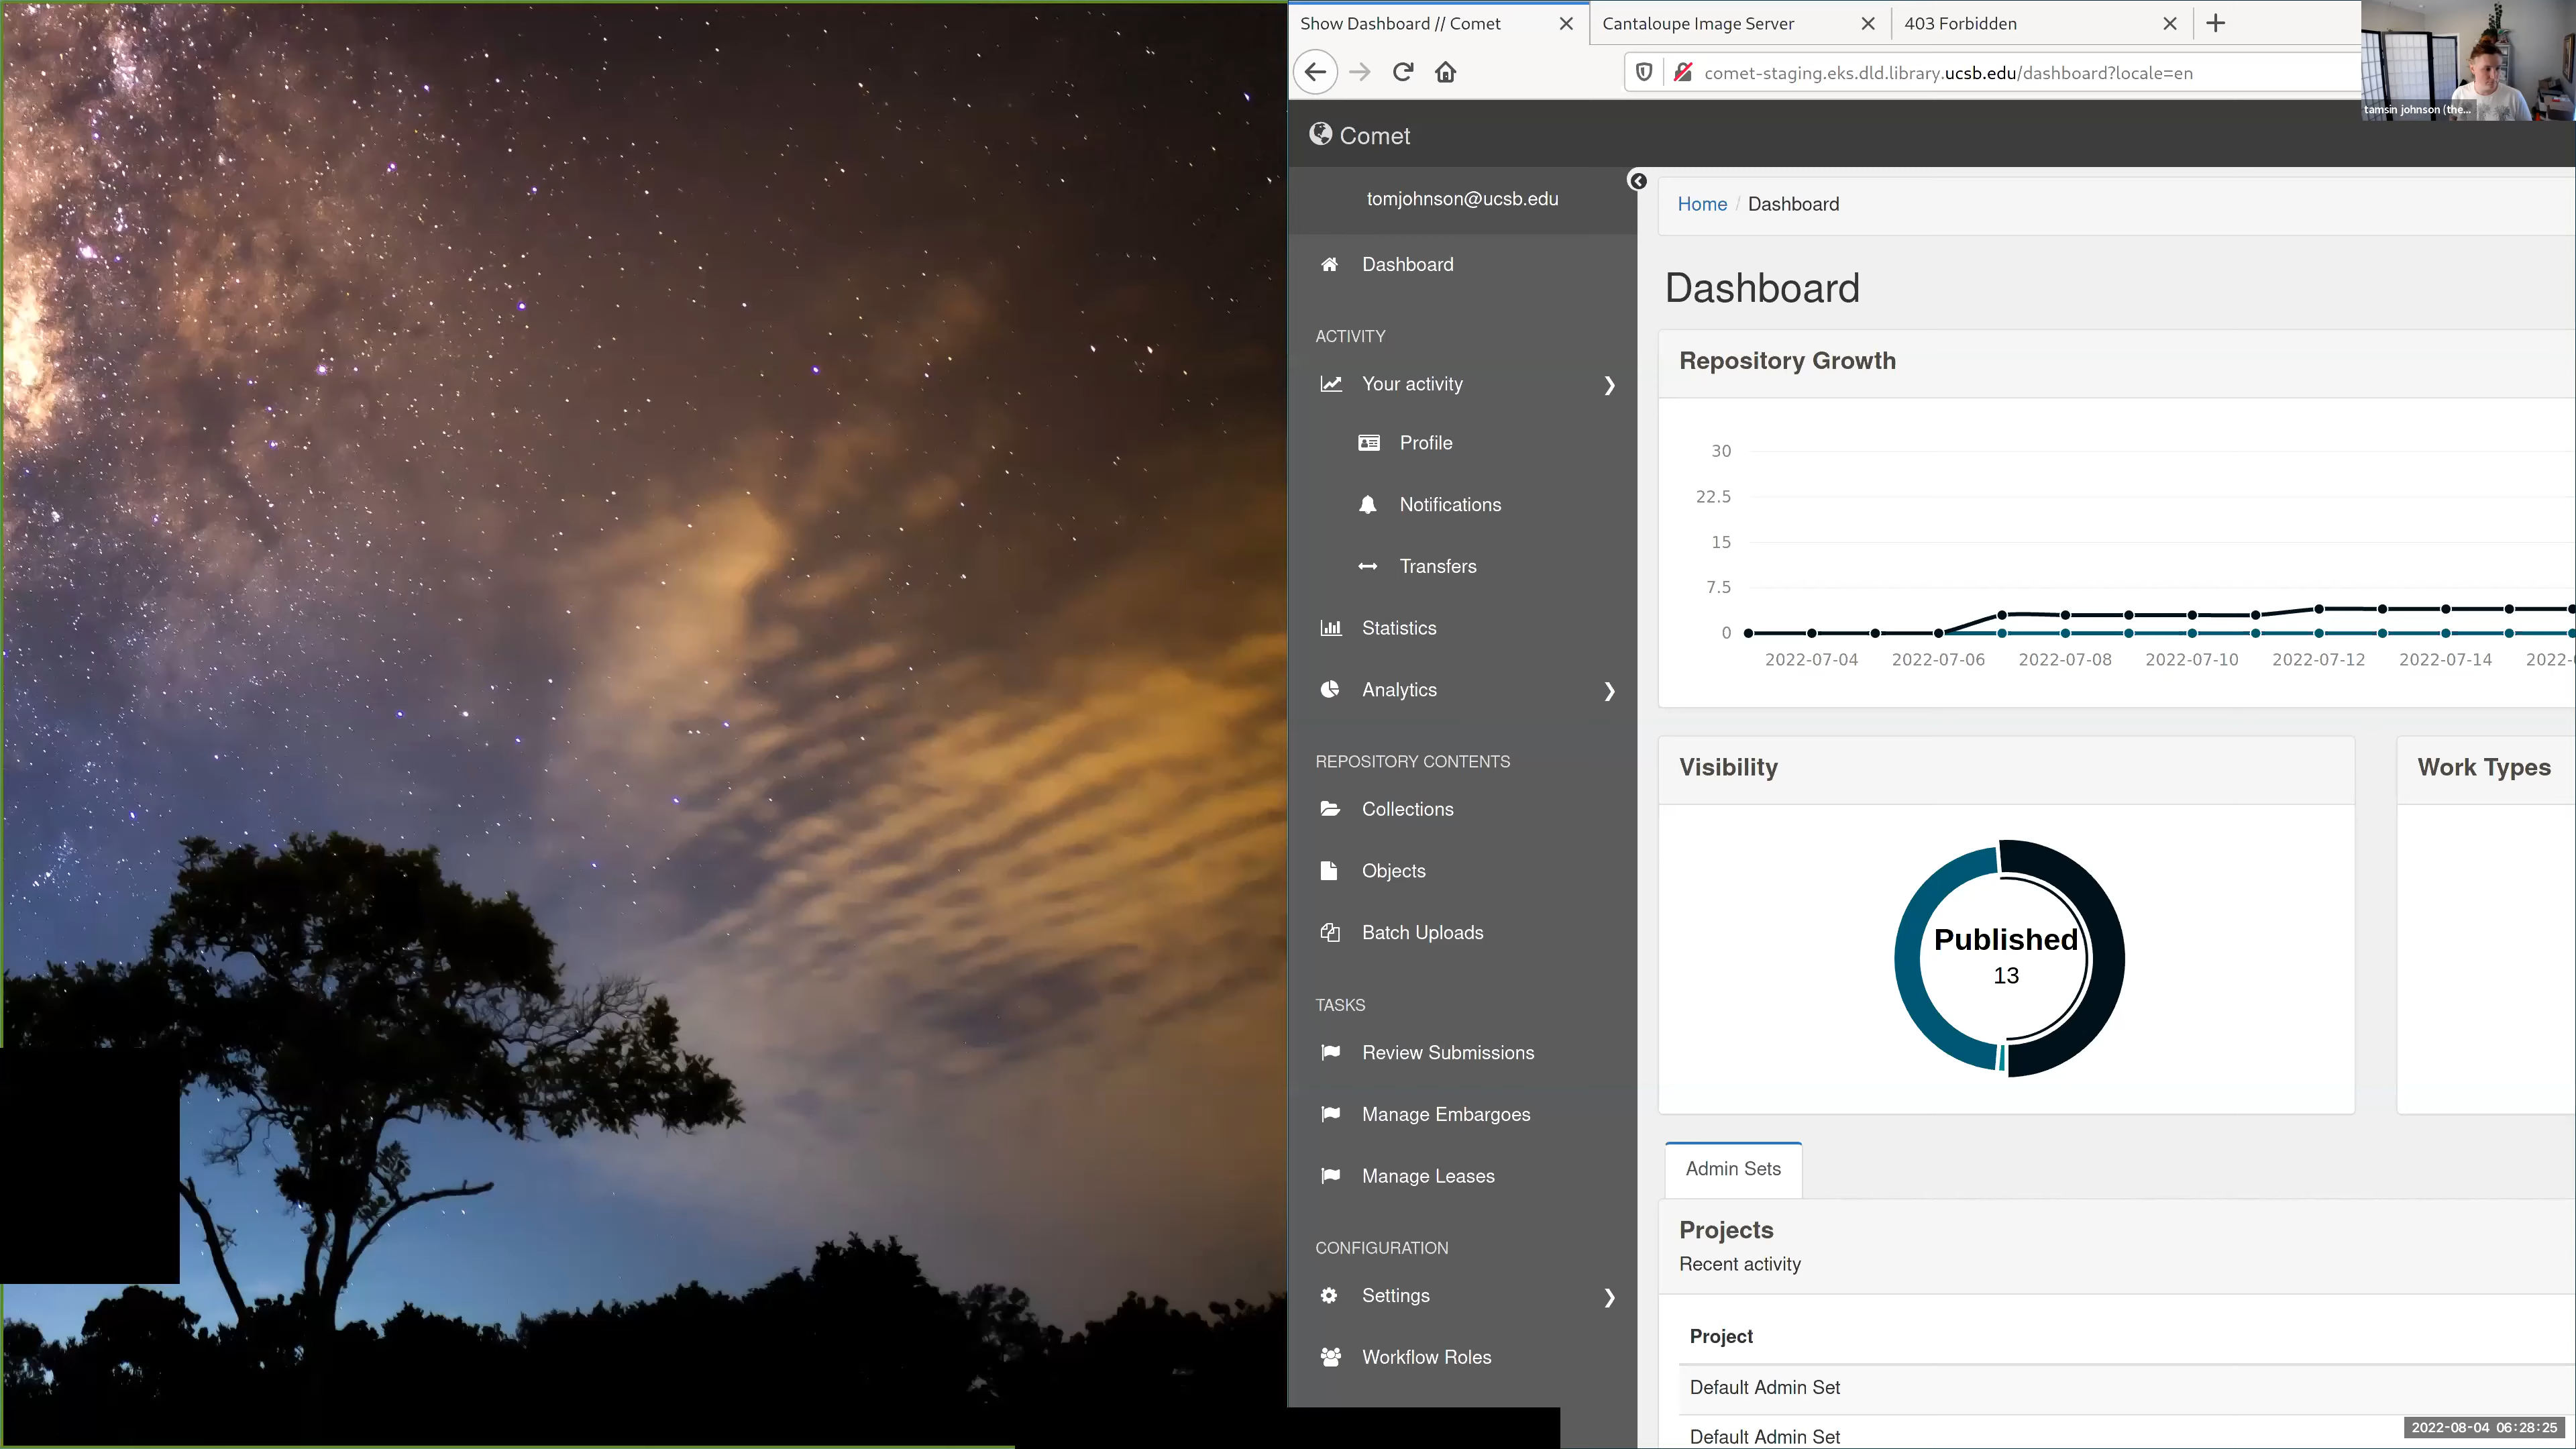 Show Dashboard // Comet
Cantaloupe Image Server
403 Forbidden
comet-staging.eks.dld.library.ucsb.edu/dashboard?locale=en
tamsin johnson (the...
Comet
tomjohnson@ucsb.edu
Dashboard
ACTIVITY
Your activity
Profile
Notifications
Transfers
Statistics
Analytics
REPOSITORY CONTENTS
Collections
Objects
Batch Uploads
TASKS
Review Submissions
Manage Embargoes
Manage Leases
CONFIGURATION
Settings
Workflow Roles
Home / Dashboard
Dashboard
Repository Growth
30
22.5
15
7.5
0
2022-07-04 2022-07-06 2022-07-08 2022-07-10 2022-07-12 2022-07-14 2022-
Visibility
Published
13
Work Types
Admin Sets
Projects
Recent activity
Project
Default Admin Set
Default Admin Set
2022-08-04 06:28:25